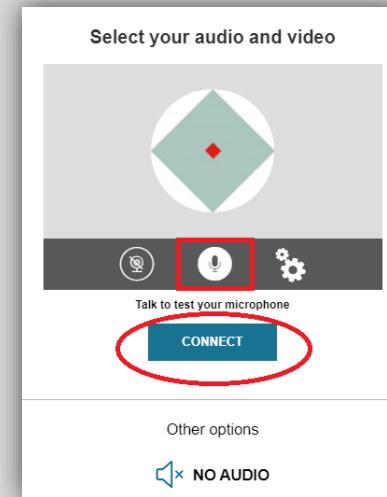 Select your audio and video
Talk to test your microphone
CONNECT
Other options
NO AUDIO